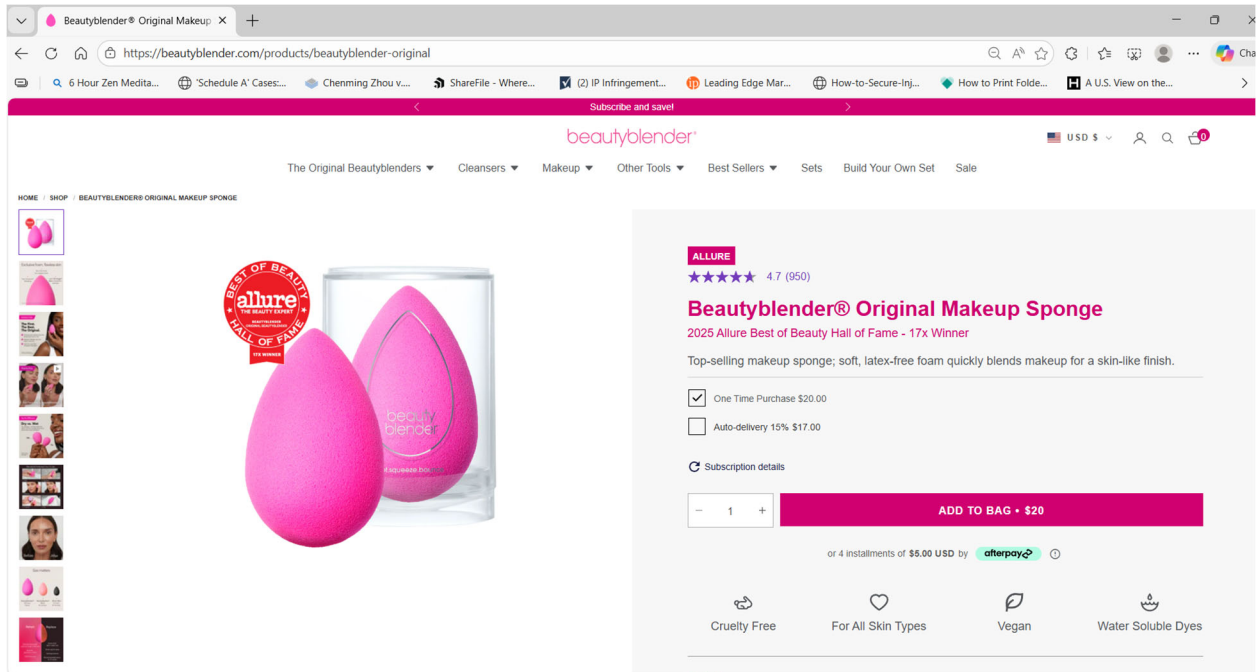 Beautyblender® Original Makeup
https://beautyblender.com/products/beautyblender-original
Cha
6 Hour Zen Medita...
'Schedule A' Cases:...
Chenming Zhou v....
ShareFile - Where...
(2) IP Infringement...
Leading Edge Mar...
How-to-Secure-Inj...
How to Print Folde...
A U.S. View on the...
Subscribe and save!
beautyblender®
USD $
0
The Original Beautyblenders
Cleansers
Makeup
Other Tools
Best Sellers
Sets
Build Your Own Set
Sale
HOME / SHOP / BEAUTYBLENDER® ORIGINAL MAKEUP SPONGE
BEST OF BEAUTY
allure
THE BEAUTY EXPERT
BEAUTYBLENDER
ORIGINAL BEAUTYBLENDER
HALL OF FAME
17X WINNER
beauty
blender
ALLURE
4.7 (950)
Beautyblender® Original Makeup Sponge
2025 Allure Best of Beauty Hall of Fame - 17x Winner
Top-selling makeup sponge; soft, latex-free foam quickly blends makeup for a skin-like finish.
One Time Purchase $20.00
Auto-delivery 15% $17.00
Subscription details
− 1 +
ADD TO BAG • $20
or 4 installments of $5.00 USD by afterpay
Cruelty Free
For All Skin Types
Vegan
Water Soluble Dyes